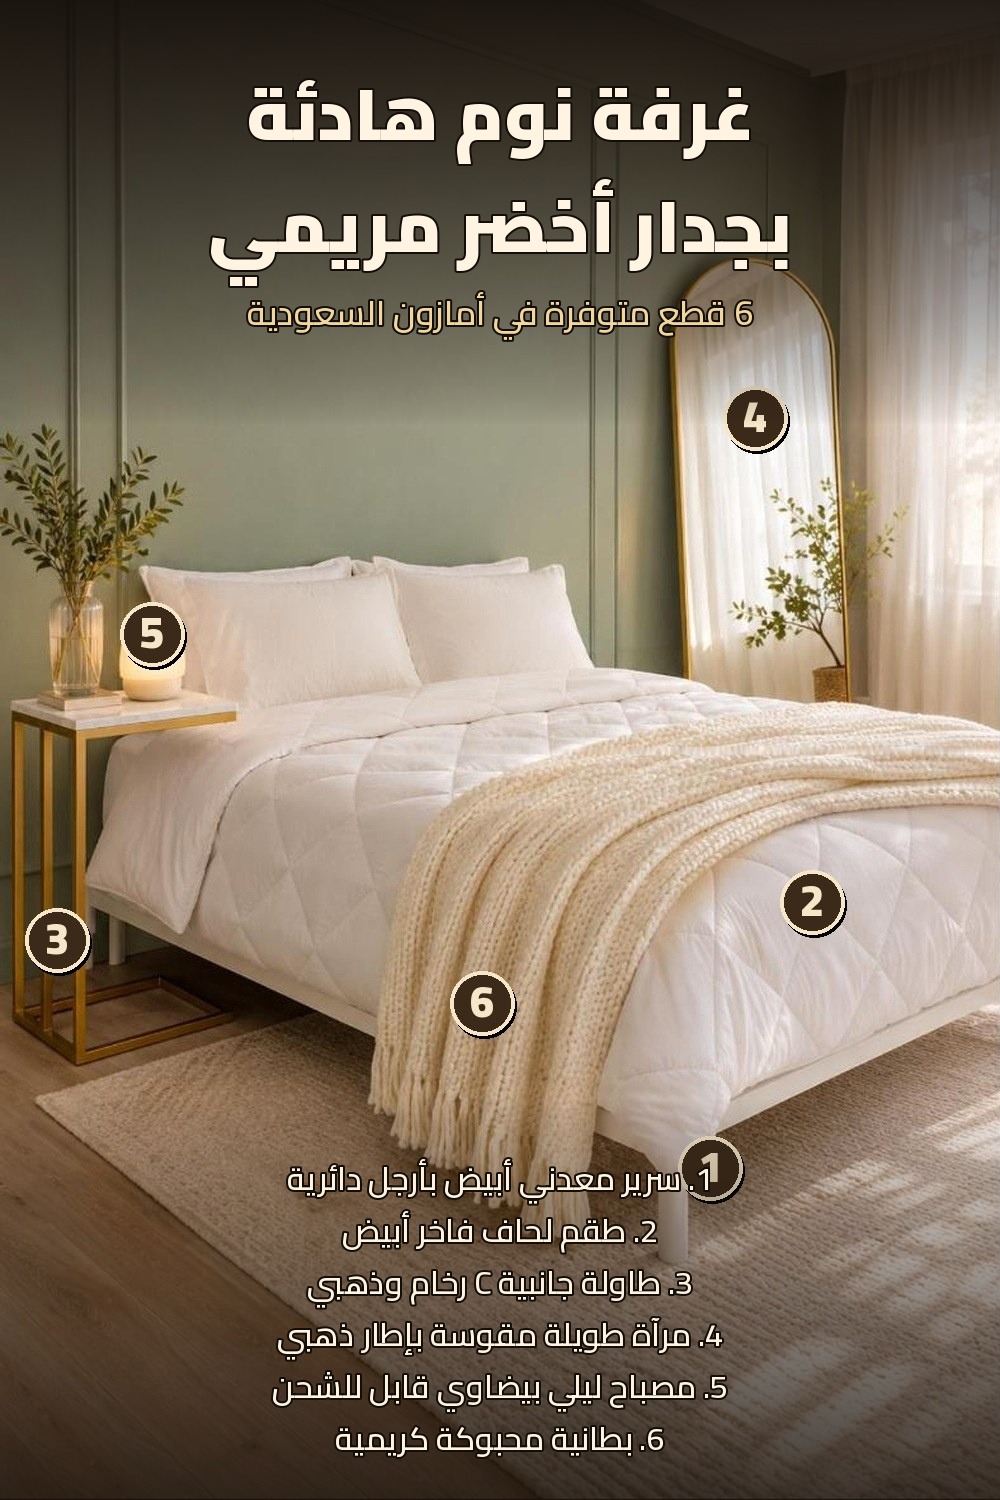 غرفة نوم هادئة
بجدار أخضر مريمي
6 قطع متوفرة في أمازون السعودية
4
5
2
3
6
1
1. سرير معدني أبيض بأرجل دائرية
2. طقم لحاف فاخر أبيض
3. طاولة جانبية C رخام وذهبي
4. مرآة طويلة مقوسة بإطار ذهبي
5. مصباح ليلي بيضاوي قابل للشحن
6. بطانية محبوكة كريمية